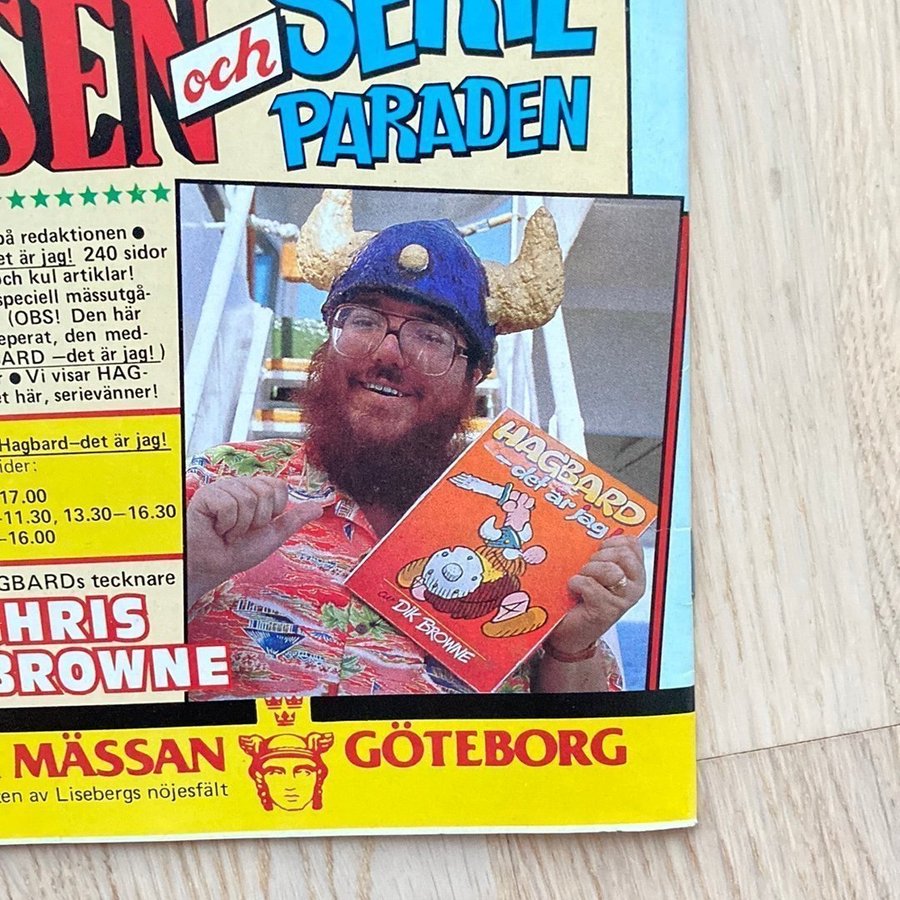 SEN och SERIE
PARADEN
på redaktionen ●
et är jag! 240 sidor
och kul artiklar!
speciell mässutgå-
(OBS! Den här
eperat, den med-
ARD —det är jag!)
● Vi visar HAG-
et här, serievänner!
Hagbard—det är jag!
ider:
17.00
-11.30, 13.30—16.30
—16.00
GBARDs tecknare
CHRIS
BROWNE
HAGBARD
—det är jag!
av DIK BROWNE
MÄSSAN GÖTEBORG
ten av Lisebergs nöjesfält